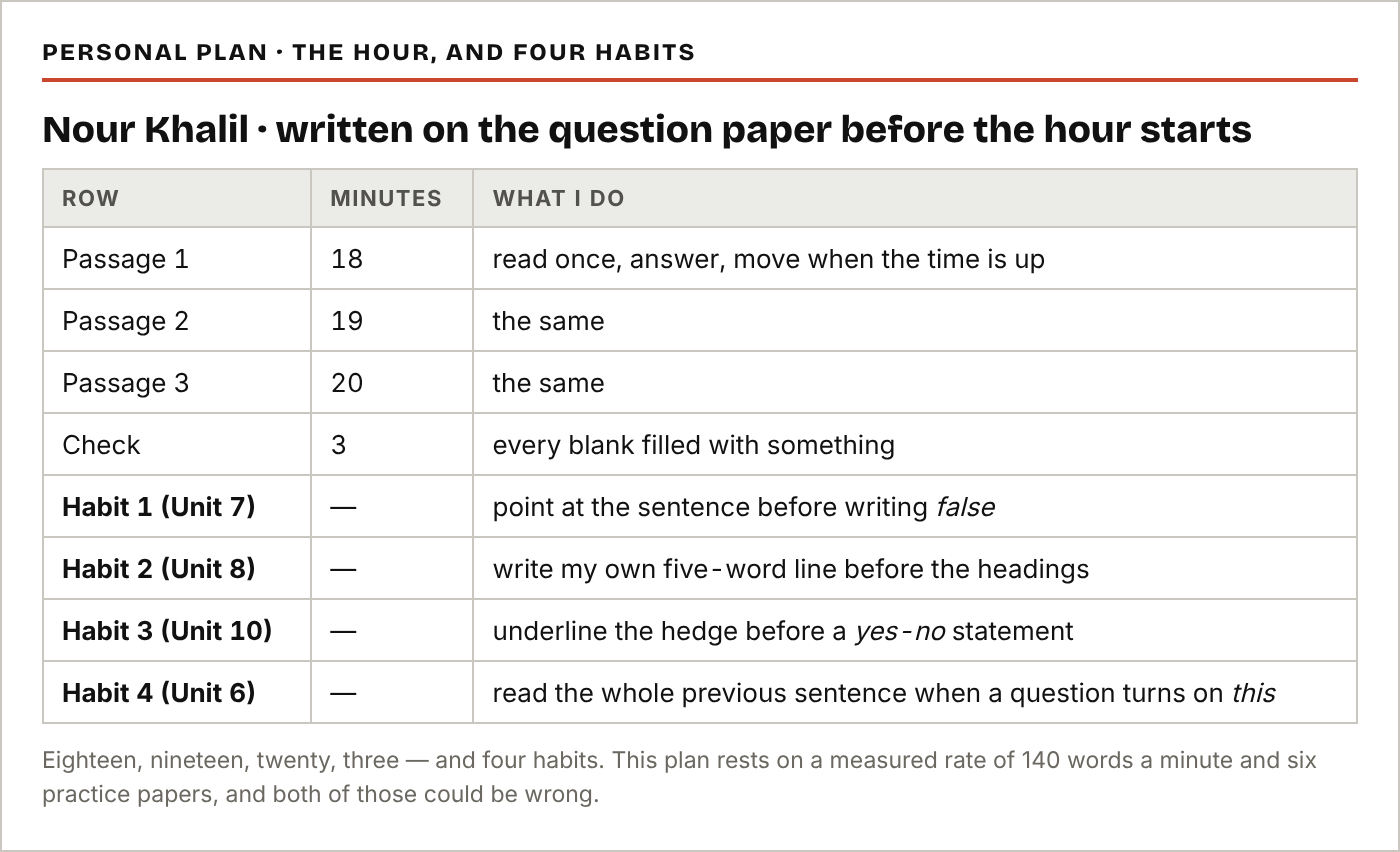 PERSONAL PLAN · THE HOUR, AND FOUR HABITS
Nour Khalil · written on the question paper before the hour starts
ROW MINUTES WHAT I DO
Passage 1 18 read once, answer, move when the time is up
Passage 2 19 the same
Passage 3 20 the same
Check 3 every blank filled with something
Habit 1 (Unit 7) — point at the sentence before writing false
Habit 2 (Unit 8) — write my own five-word line before the headings
Habit 3 (Unit 10) — underline the hedge before a yes-no statement
Habit 4 (Unit 6) — read the whole previous sentence when a question turns on this
Eighteen, nineteen, twenty, three — and four habits. This plan rests on a measured rate of 140 words a minute and six
practice papers, and both of those could be wrong.